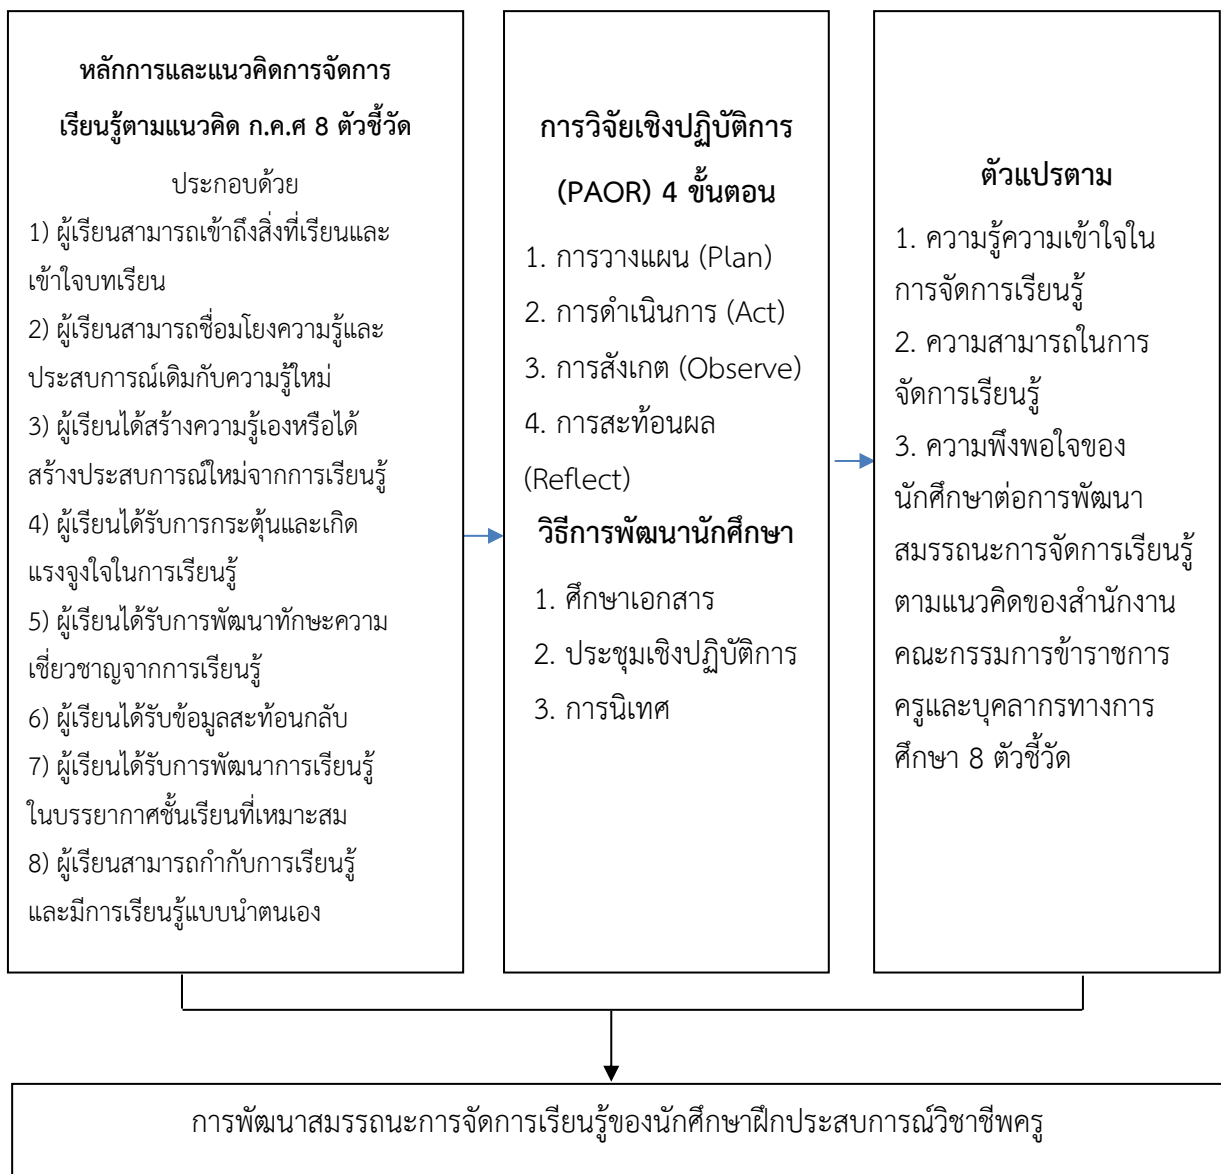 หลักการและแนวคิดการจัดการ
เรียนรู้ตามแนวคิด ก.ค.ศ 8 ตัวชี้วัด
ประกอบด้วย
1) ผู้เรียนสามารถเข้าถึงสิ่งที่เรียนและ
เข้าใจบทเรียน
2) ผู้เรียนสามารถชื่อมโยงความรู้และ
ประสบการณ์เดิมกับความรู้ใหม่
3) ผู้เรียนได้สร้างความรู้เองหรือได้
สร้างประสบการณ์ใหม่จากการเรียนรู้
4) ผู้เรียนได้รับการกระตุ้นและเกิด
แรงจูงใจในการเรียนรู้
5) ผู้เรียนได้รับการพัฒนาทักษะความ
เชี่ยวชาญจากการเรียนรู้
6) ผู้เรียนได้รับข้อมูลสะท้อนกลับ
7) ผู้เรียนได้รับการพัฒนาการเรียนรู้
ในบรรยากาศชั้นเรียนที่เหมาะสม
8) ผู้เรียนสามารถกำกับการเรียนรู้
และมีการเรียนรู้แบบนำตนเอง
การวิจัยเชิงปฏิบัติการ
(PAOR) 4 ขั้นตอน
1. การวางแผน (Plan)
2. การดำเนินการ (Act)
3. การสังเกต (Observe)
4. การสะท้อนผล
(Reflect)
วิธีการพัฒนานักศึกษา
1. ศึกษาเอกสาร
2. ประชุมเชิงปฏิบัติการ
3. การนิเทศ
ตัวแปรตาม
1. ความรู้ความเข้าใจใน
การจัดการเรียนรู้
2. ความสามารถในการ
จัดการเรียนรู้
3. ความพึงพอใจของ
นักศึกษาต่อการพัฒนา
สมรรถนะการจัดการเรียนรู้
ตามแนวคิดของสำนักงาน
คณะกรรมการข้าราชการ
ครูและบุคลากรทางการ
ศึกษา 8 ตัวชี้วัด
การพัฒนาสมรรถนะการจัดการเรียนรู้ของนักศึกษาฝึกประสบการณ์วิชาชีพครู